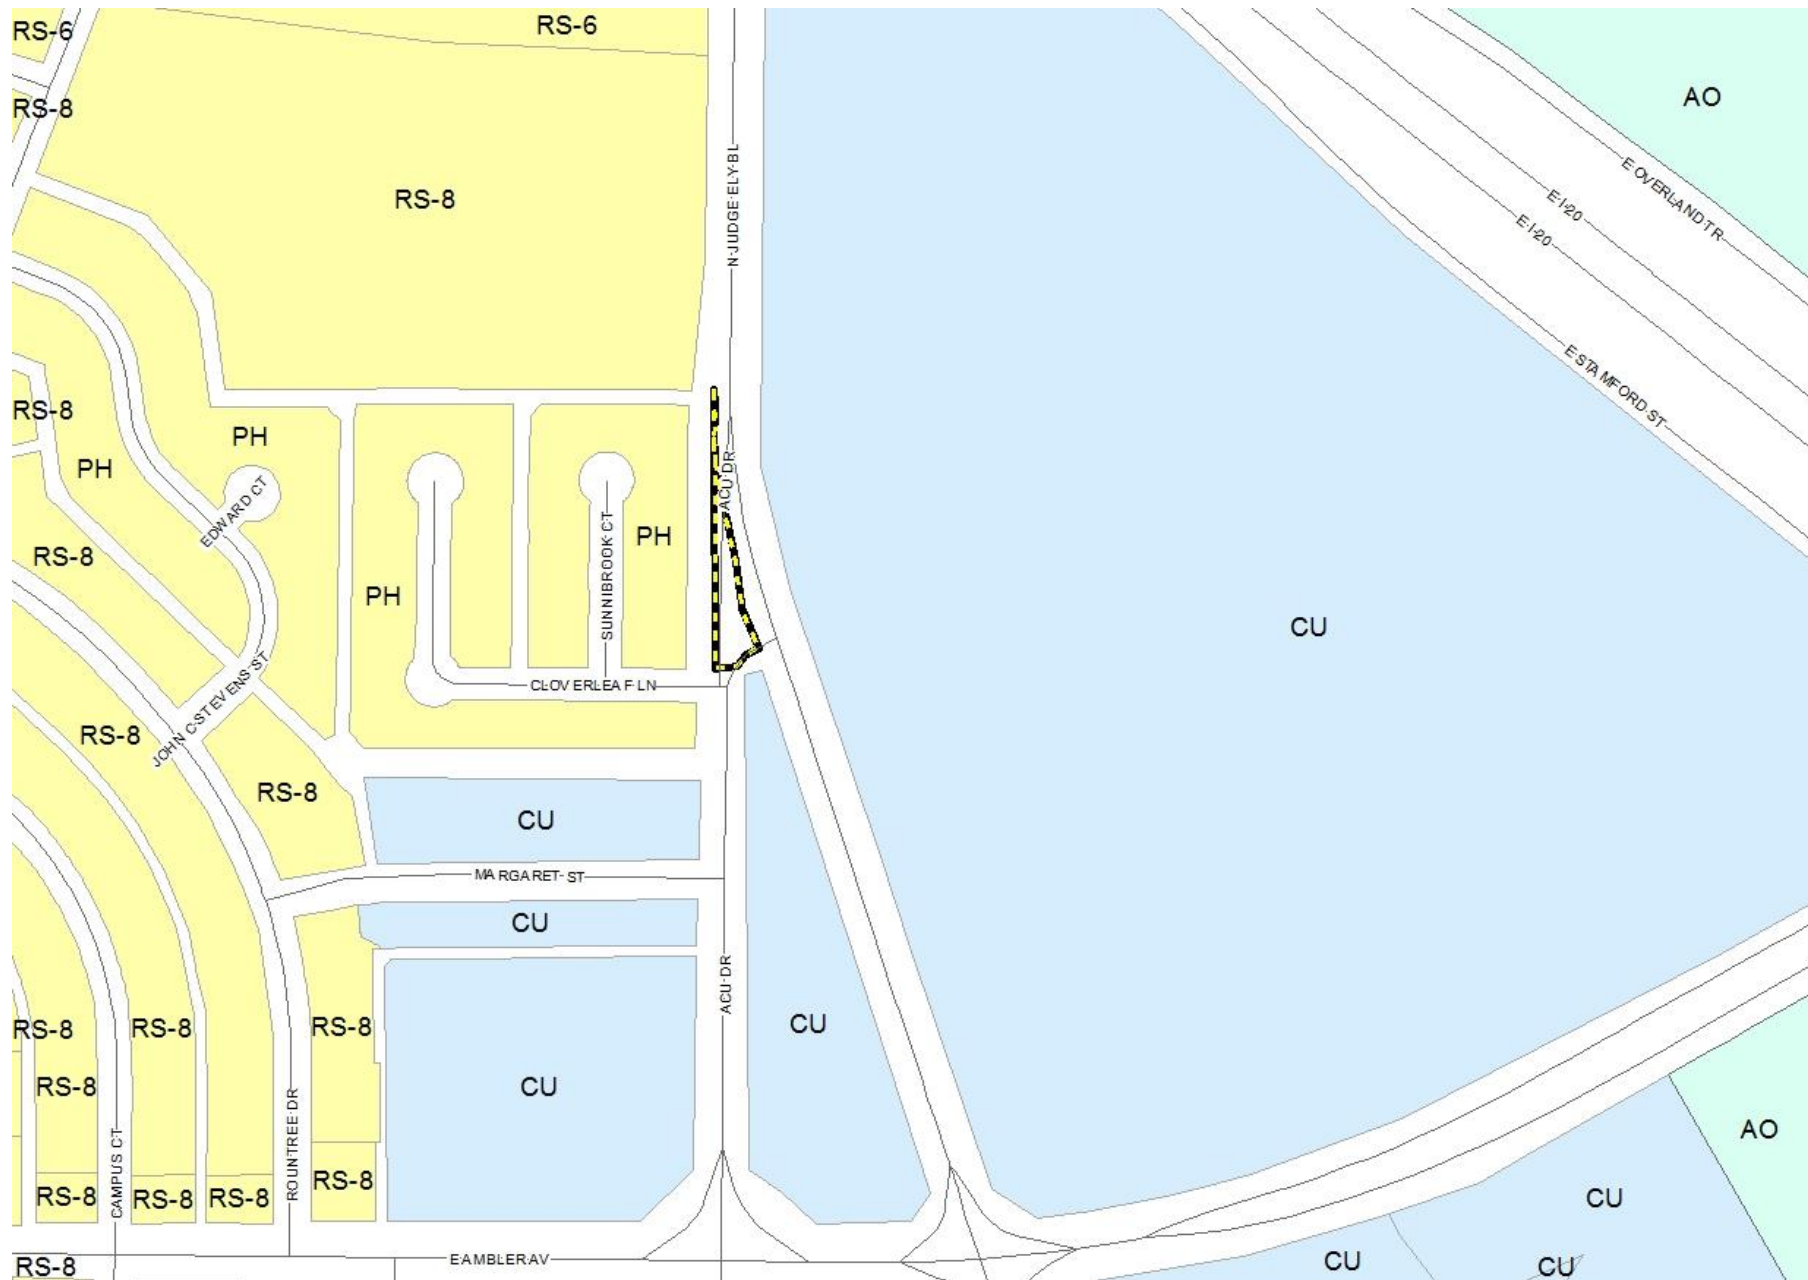 RS-6
RS-6
AO
RS-8
E OVERLAND TR
RS-8
N JUDGE ELY BL
E I-20
E I-20
E STAMFORD ST
RS-8
PH
PH
ACU DR
EDWARD CT
PH
RS-8
SUNNIBROOK CT
PH
CU
CLOVERLEAF LN
JOHN C STEVENS ST
RS-8
RS-8
CU
MARGARET ST
CU
ACU DR
RS-8
RS-8
RS-8
CU
RS-8
CU
AO
CAMPUS CT
ROUNTREE DR
RS-8
RS-8
RS-8
RS-8
CU
E AMBLER AV
RS-8
CU
CU